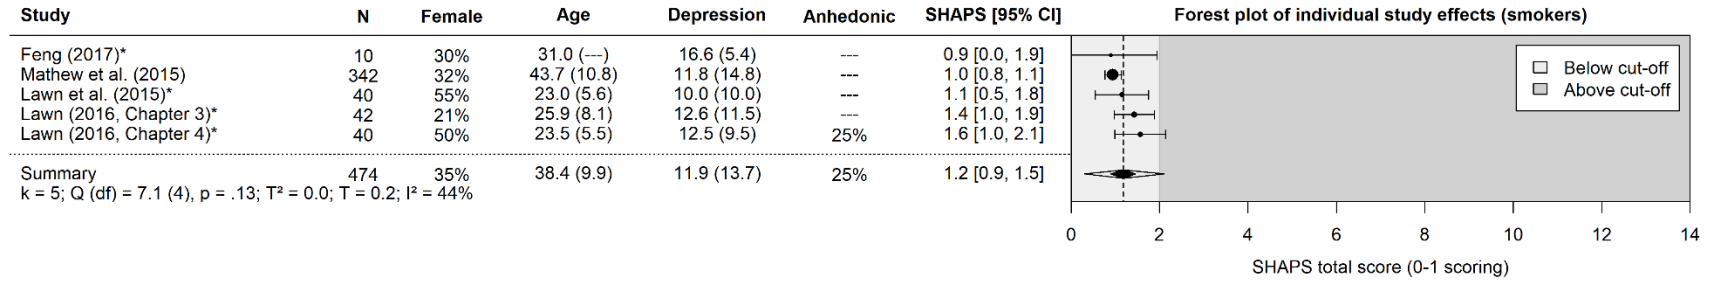 Study N Female Age Depression Anhedonic SHAPS [95% CI] Forest plot of individual study effects (smokers)
Feng (2017)* 10 30% 31.0 (---) 16.6 (5.4) --- 0.9 [0.0, 1.9]
Mathew et al. (2015) 342 32% 43.7 (10.8) 11.8 (14.8) --- 1.0 [0.8, 1.1]
Lawn et al. (2015)* 40 55% 23.0 (5.6) 10.0 (10.0) --- 1.1 [0.5, 1.8]
Lawn (2016, Chapter 3)* 42 21% 25.9 (8.1) 12.6 (11.5) --- 1.4 [1.0, 1.9]
Lawn (2016, Chapter 4)* 40 50% 23.5 (5.5) 12.5 (9.5) 25% 1.6 [1.0, 2.1]
Summary 474 35% 38.4 (9.9) 11.9 (13.7) 25% 1.2 [0.9, 1.5]
k = 5; Q (df) = 7.1 (4), p = .13; T² = 0.0; T = 0.2; I² = 44%
Below cut-off
Above cut-off
0 2 4 6 8 10 12 14
SHAPS total score (0-1 scoring)